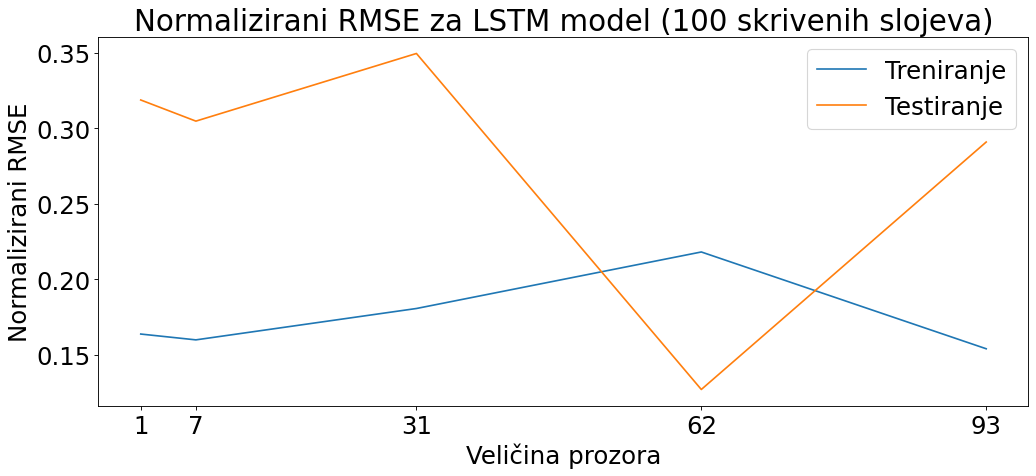 Normalizirani RMSE za LSTM model (100 skrivenih slojeva)
Normalizirani RMSE
0.35
0.30
0.25
0.20
0.15
Treniranje
Testiranje
1 7 31 62 93
Veličina prozora